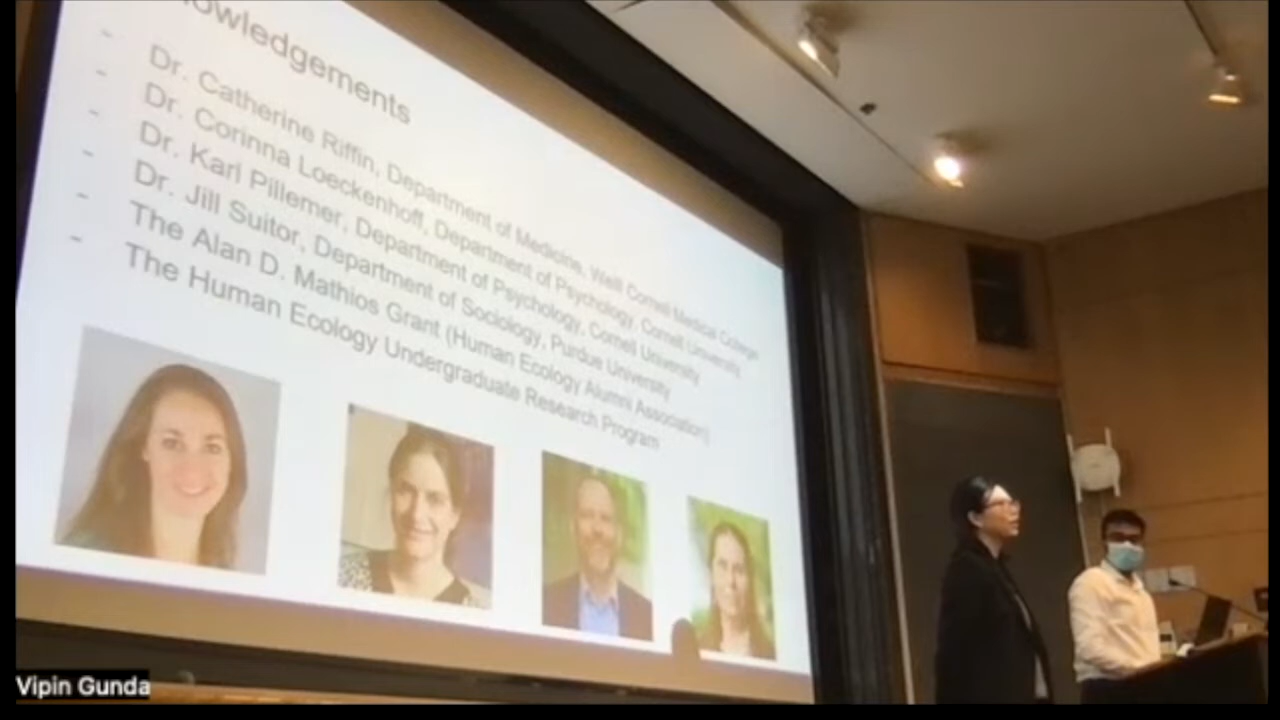 nowledgements
- Dr. Catherine Riffin, Department of Medicine, Weill Cornell Medical College
- Dr. Corinna Loeckenhoff, Department of Psychology, Cornell University
- Dr. Karl Pillemer, Department of Psychology, Cornell University
- Dr. Jill Suitor, Department of Sociology, Purdue University
- The Alan D. Mathios Grant (Human Ecology Alumni Association)
- The Human Ecology Undergraduate Research Program
Vipin Gunda